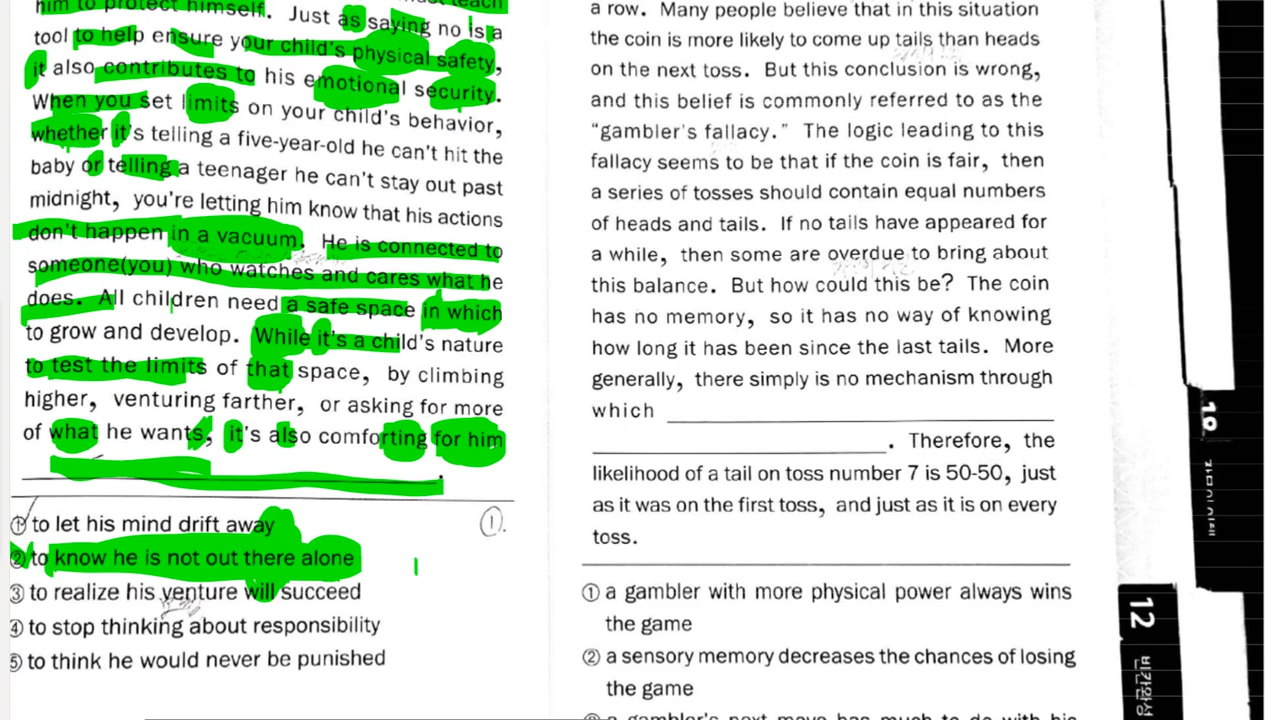 him to protect himself. Just as saying no is a
tool to help ensure your child's physical safety,
it also contributes to his emotional security.
When you set limits on your child's behavior,
whether it's telling a five-year-old he can't hit the
baby or telling a teenager he can't stay out past
midnight, you're letting him know that his actions
don't happen in a vacuum. He is connected to
someone(you) who watches and cares what he
does. All children need a safe space in which
to grow and develop. While it's a child's nature
to test the limits of that space, by climbing
higher, venturing farther, or asking for more
of what he wants, it's also comforting for him
.
① to let his mind drift away
①.
② to know he is not out there alone
③ to realize his venture will succeed
④ to stop thinking about responsibility
⑤ to think he would never be punished
a row. Many people believe that in this situation
the coin is more likely to come up tails than heads
on the next toss. But this conclusion is wrong,
and this belief is commonly referred to as the
“gambler's fallacy.” The logic leading to this
fallacy seems to be that if the coin is fair, then
a series of tosses should contain equal numbers
of heads and tails. If no tails have appeared for
a while, then some are overdue to bring about
this balance. But how could this be? The coin
has no memory, so it has no way of knowing
how long it has been since the last tails. More
generally, there simply is no mechanism through
which
. Therefore, the
likelihood of a tail on toss number 7 is 50-50, just
as it was on the first toss, and just as it is on every
toss.
① a gambler with more physical power always wins
the game
② a sensory memory decreases the chances of losing
the game
a gambler's next move has much to do with his
12